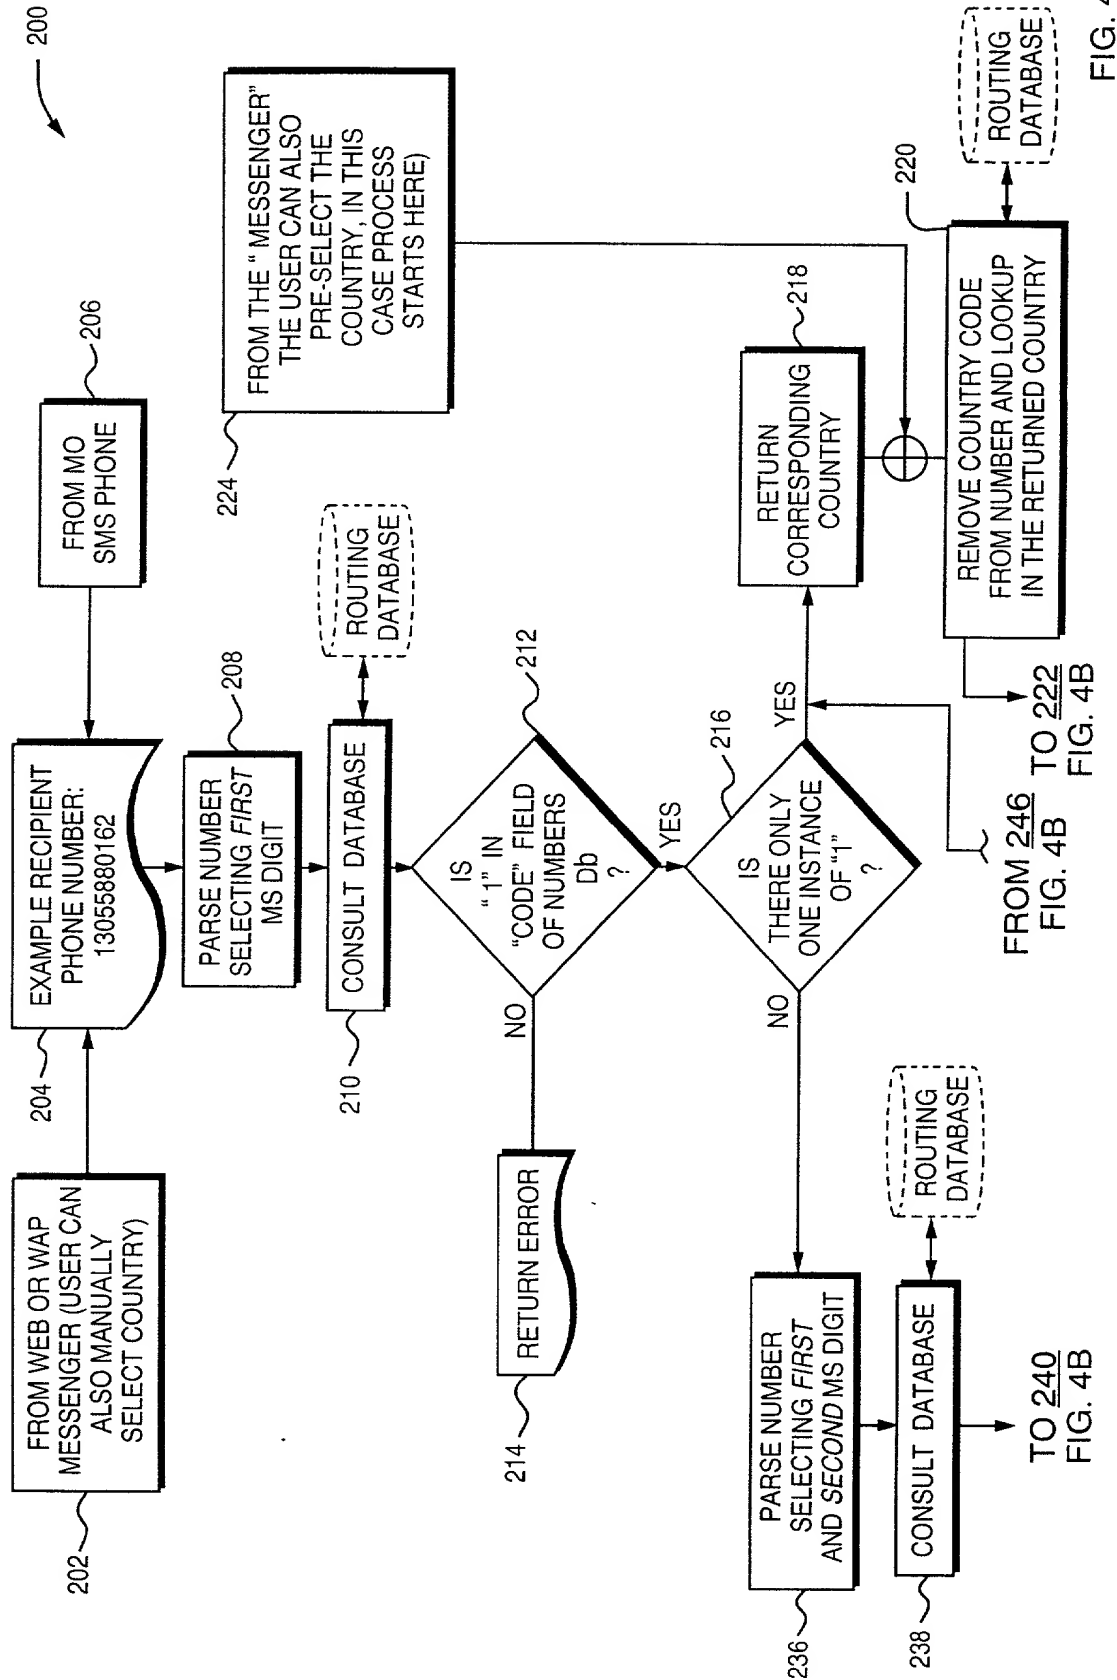 200
FROM WEB OR WAP
MESSENGER (USER CAN
ALSO MANUALLY
SELECT COUNTRY)
202
EXAMPLE RECIPIENT
PHONE NUMBER:
13055880162
204
FROM MO
SMS PHONE
206
PARSE NUMBER
SELECTING FIRST
MS DIGIT
208
CONSULT DATABASE
210
ROUTING
DATABASE
FROM THE “ MESSENGER”
THE USER CAN ALSO
PRE-SELECT THE
COUNTRY, IN THIS
CASE PROCESS
STARTS HERE)
224
IS
“1” IN
“CODE” FIELD
OF NUMBERS
Db
?
212
NO
YES
RETURN ERROR
214
IS
THERE ONLY
ONE INSTANCE
OF “1”
?
216
NO
YES
RETURN
CORRESPONDING
COUNTRY
218
REMOVE COUNTRY CODE
FROM NUMBER AND LOOKUP
IN THE RETURNED COUNTRY
220
ROUTING
DATABASE
PARSE NUMBER
SELECTING FIRST
AND SECOND MS DIGIT
236
CONSULT DATABASE
238
ROUTING
DATABASE
TO 240
FIG. 4B
FROM 246
FIG. 4B
TO 222
FIG. 4B
FIG.